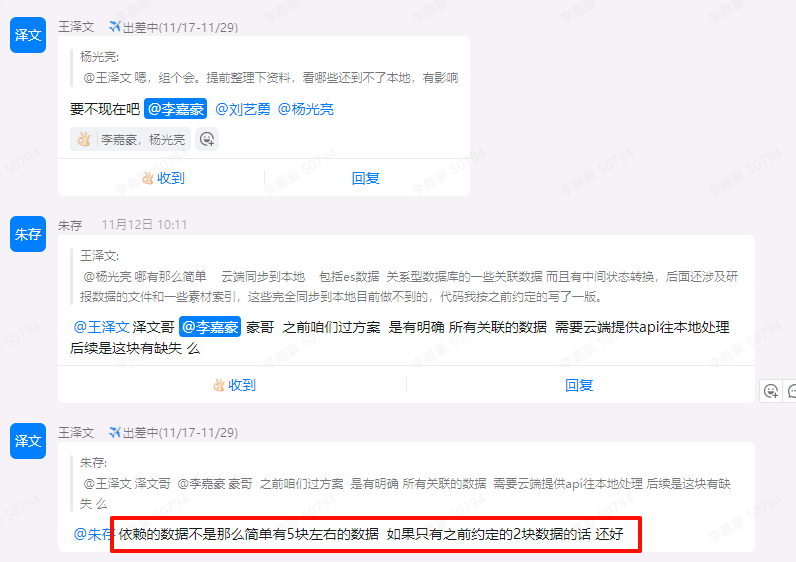 泽文
王泽文 出差中(11/17-11/29)
杨光亮:
@王泽文 嗯，组个会。提前整理下资料，看哪些还到不了本地，有影响
要不现在吧 @李嘉豪 @刘艺勇 @杨光亮
李嘉豪，杨光亮
收到 回复
朱存
朱存 11月12日 10:11
王泽文:
@杨光亮 哪有那么简单 云端同步到本地 包括es数据 关系型数据库的一些关联数据 而且有中间状态转换，后面还涉及研
报数据的文件和一些素材索引，这些完全同步到本地目前做不到的，代码我按之前约定的写了一版。
@王泽文 泽文哥 @李嘉豪 豪哥 之前咱们过方案 是有明确 所有关联的数据 需要云端提供api往本地处理
后续是这块有缺失 么
收到 回复
泽文
王泽文 出差中(11/17-11/29)
朱存:
@王泽文 泽文哥 @李嘉豪 豪哥 之前咱们过方案 是有明确 所有关联的数据 需要云端提供api往本地处理 后续是这块有缺
失 么
@朱存 依赖的数据不是那么简单有5块左右的数据 如果只有之前约定的2块数据的话 还好
李嘉豪 50794